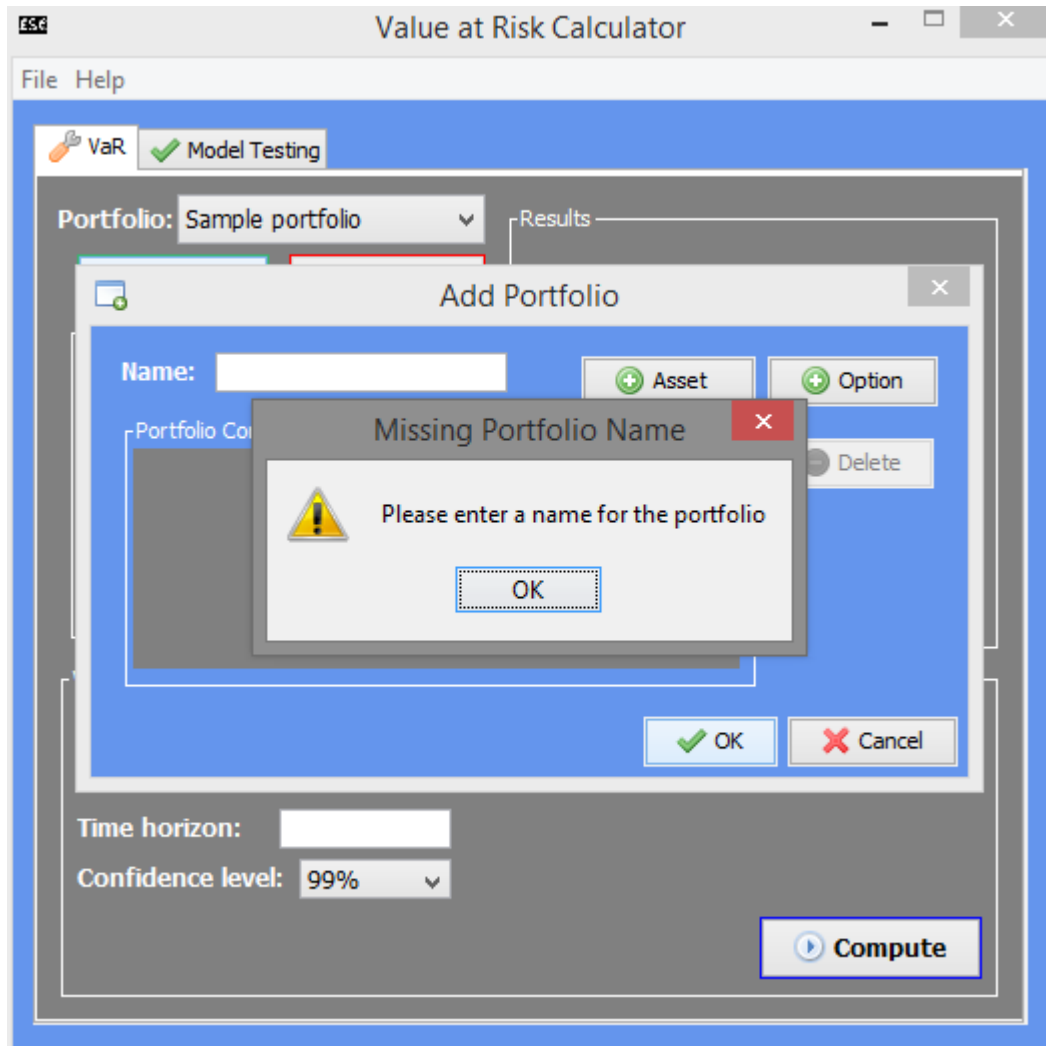 ESG
Value at Risk Calculator
File Help
VaR Model Testing
Portfolio: Sample portfolio
Results
Add Portfolio
Name:
Asset
Option
Portfolio
Delete
Missing Portfolio Name
Please enter a name for the portfolio
OK
OK
Cancel
Time horizon:
Confidence level: 99%
Compute